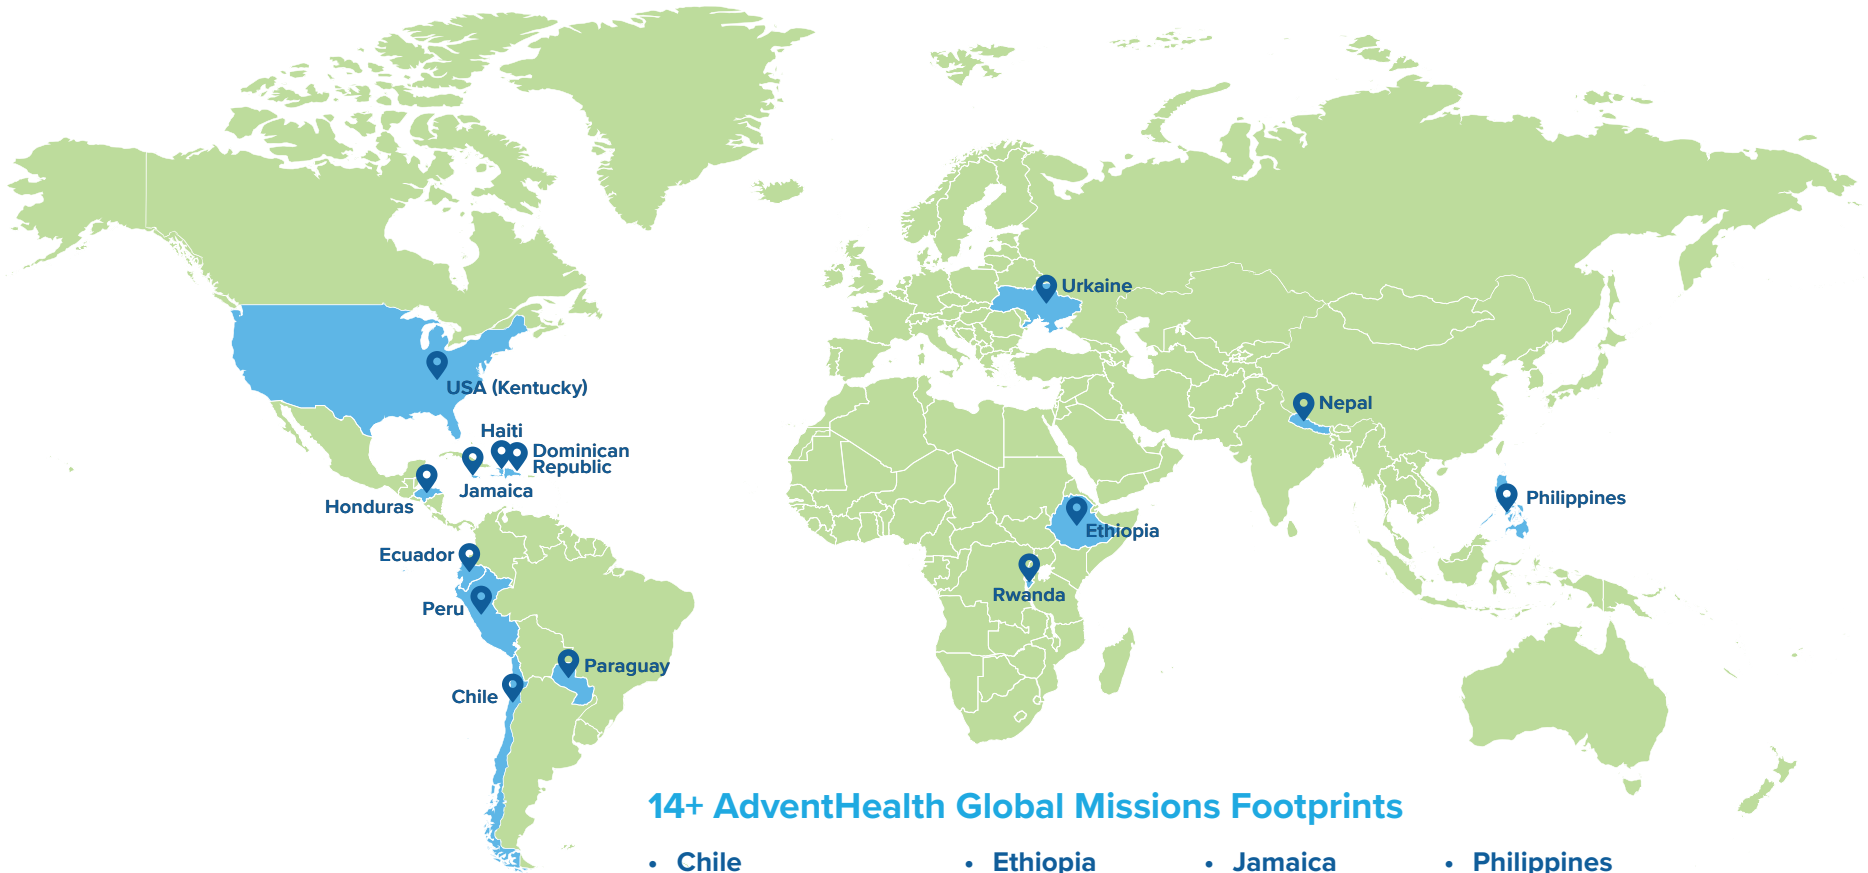 Urkaine
USA (Kentucky)
Nepal
Haiti
Dominican
Republic
Jamaica
Honduras
Philippines
Ethiopia
Ecuador
Rwanda
Peru
Paraguay
Chile
14+ AdventHealth Global Missions Footprints
• Chile
• Ethiopia
• Jamaica
• Philippines